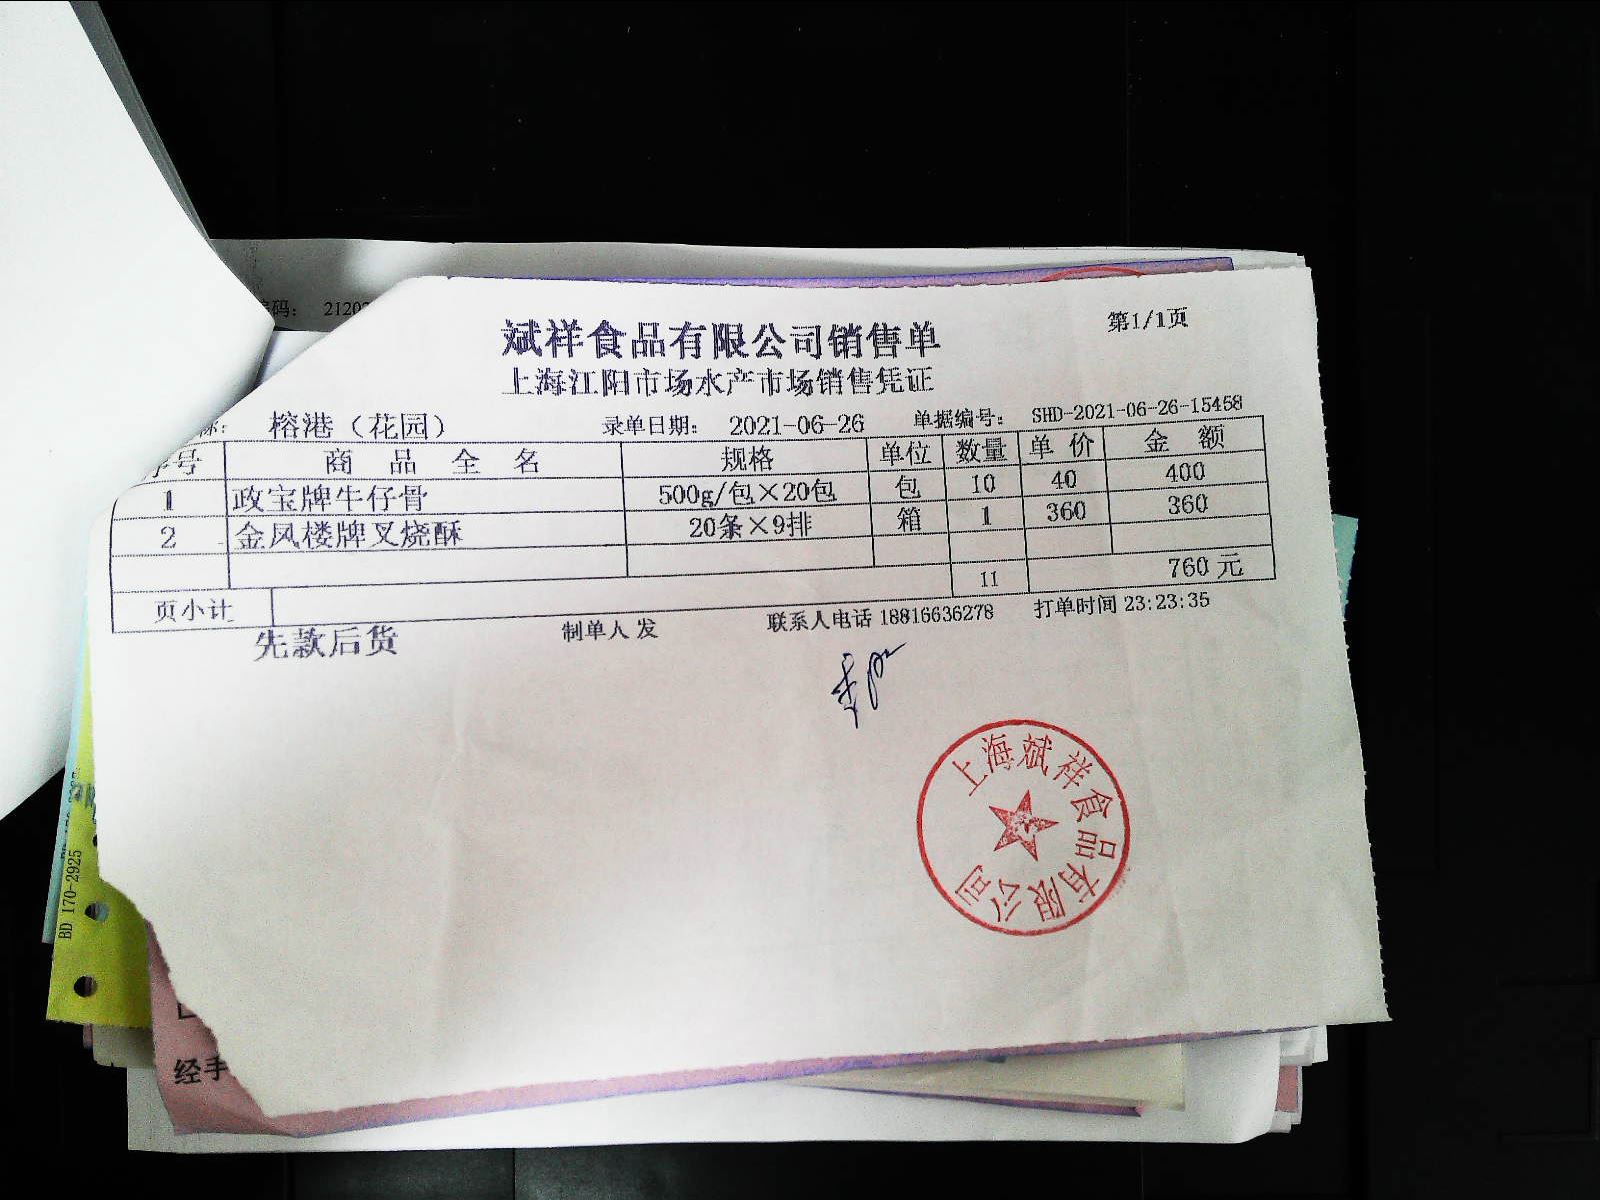 码: 2120
斌祥食品有限公司销售单
第1/1页
上海江阳市场水产市场销售凭证
称: 榕港（花园） 录单日期: 2021-06-26 单据编号: SHD-2021-06-26-15458
序号 商品全名 规格 单位 数量 单价 金额
1 政宝牌牛仔骨 500g/包×20包 包 10 40 400
2 金凤楼牌叉烧酥 20条×9排 箱 1 360 360
页小计 11 760 元
先款后货 制单人 发 联系人电话 18816636278 打单时间 23:23:35
上海斌祥食品有限公司
BD 170-2925
经手